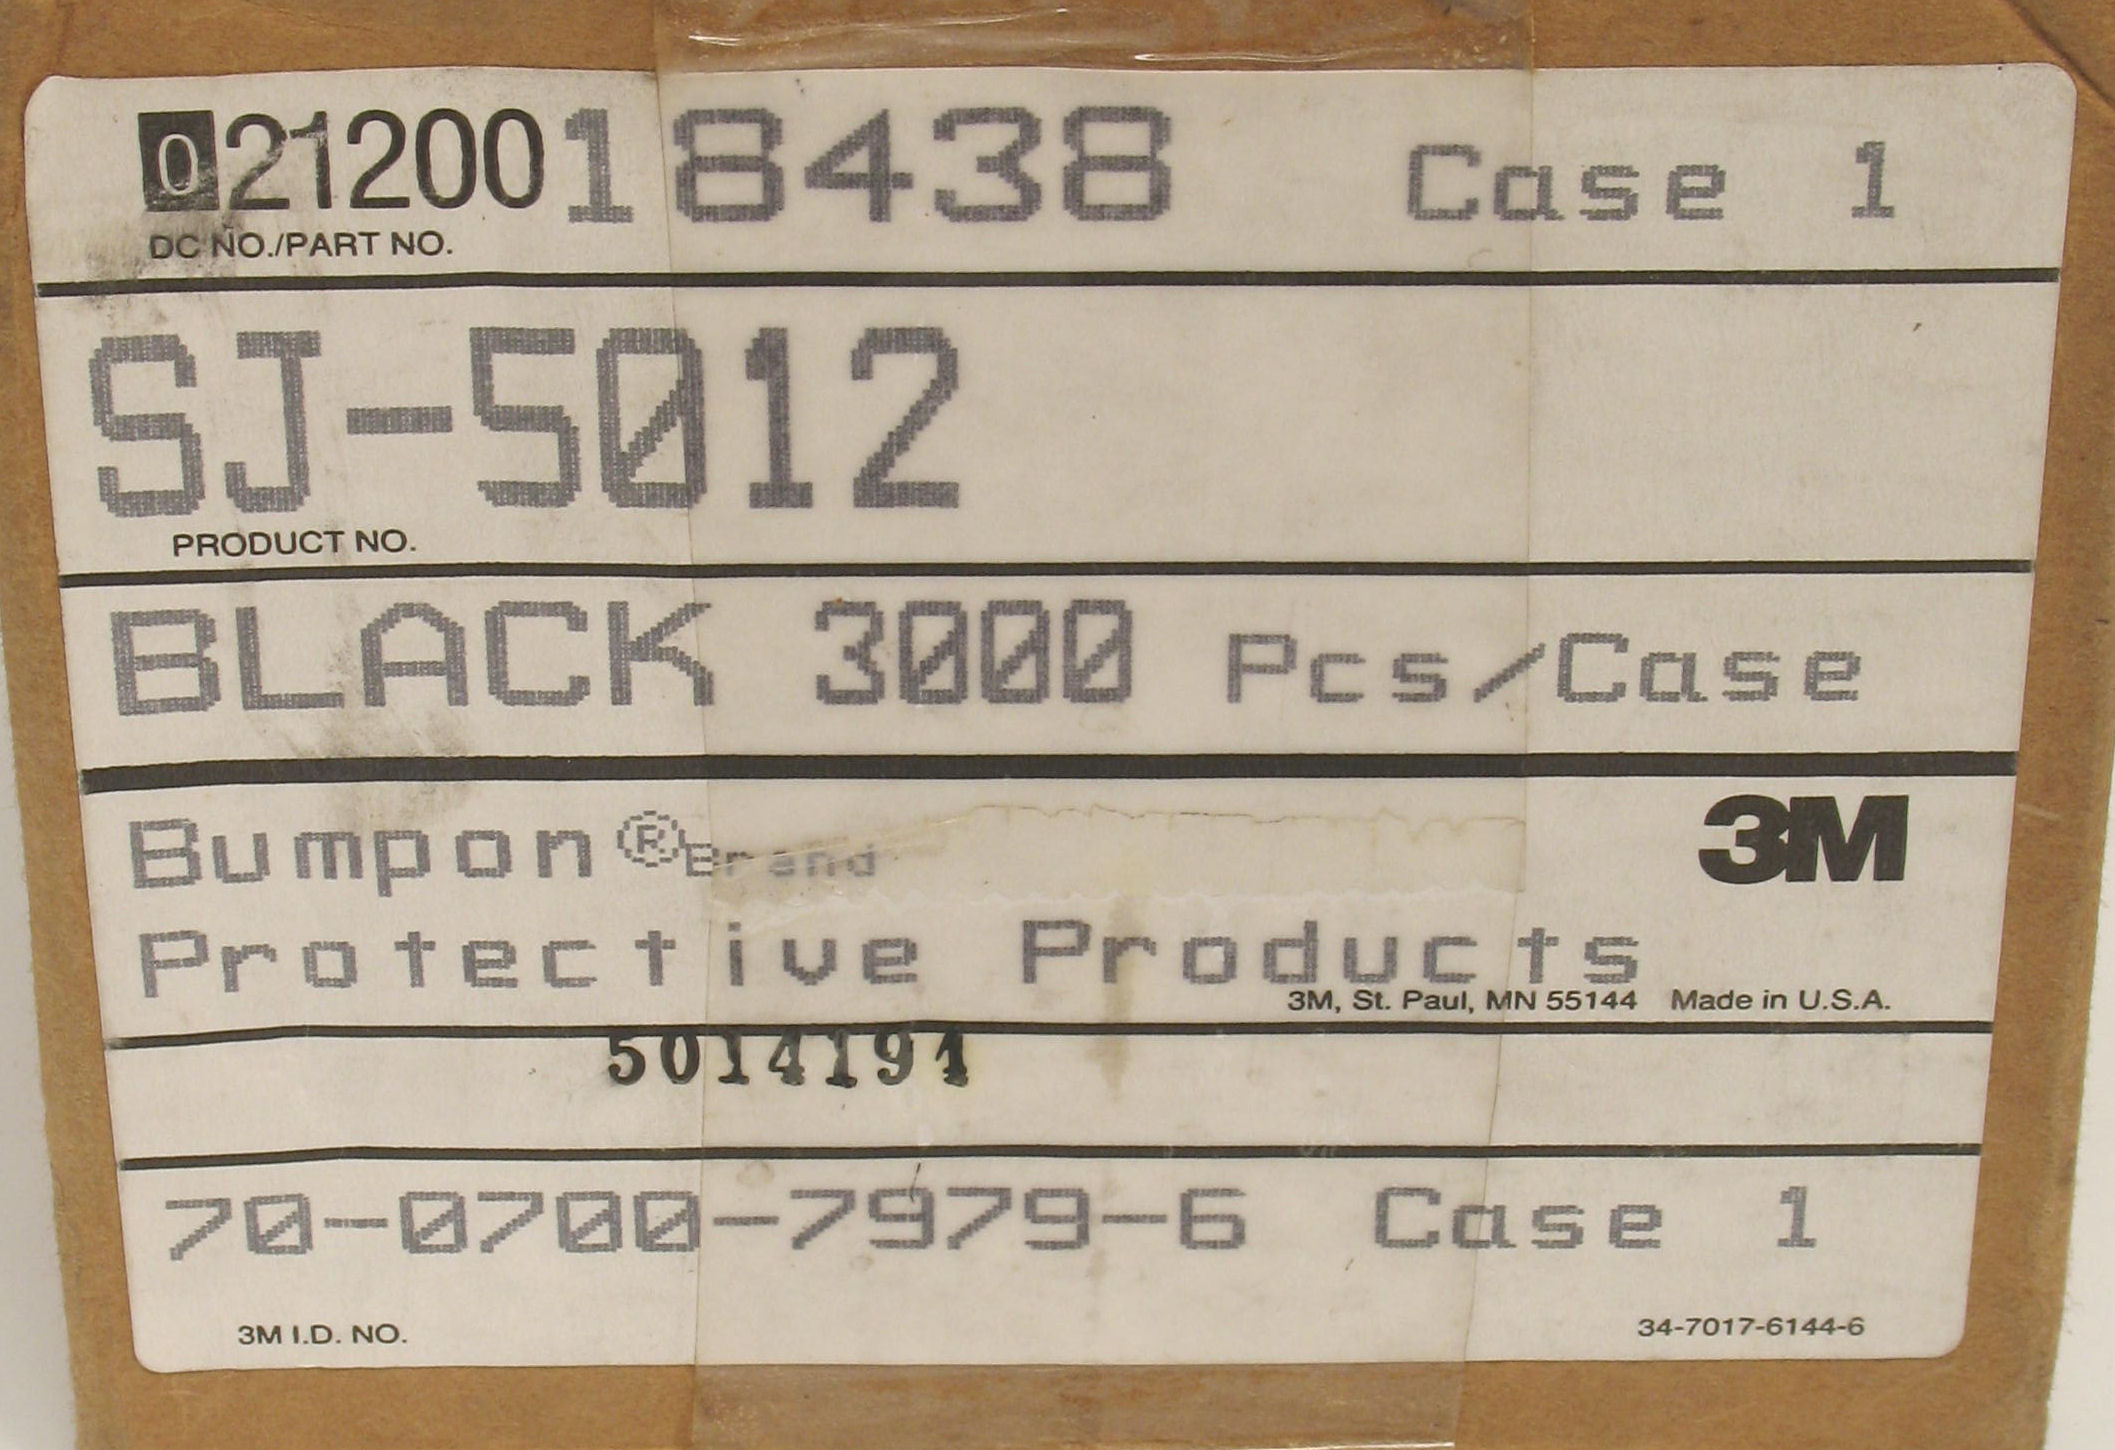 02120018438 Case 1
DC NO./PART NO.
SJ-5012
PRODUCT NO.
BLACK 3000 Pcs/Case
Bumpon®Brand
3M
Protective Products
3M, St. Paul, MN 55144 Made in U.S.A.
5014191
70-0700-7979-6 Case 1
3M I.D. NO.
34-7017-6144-6